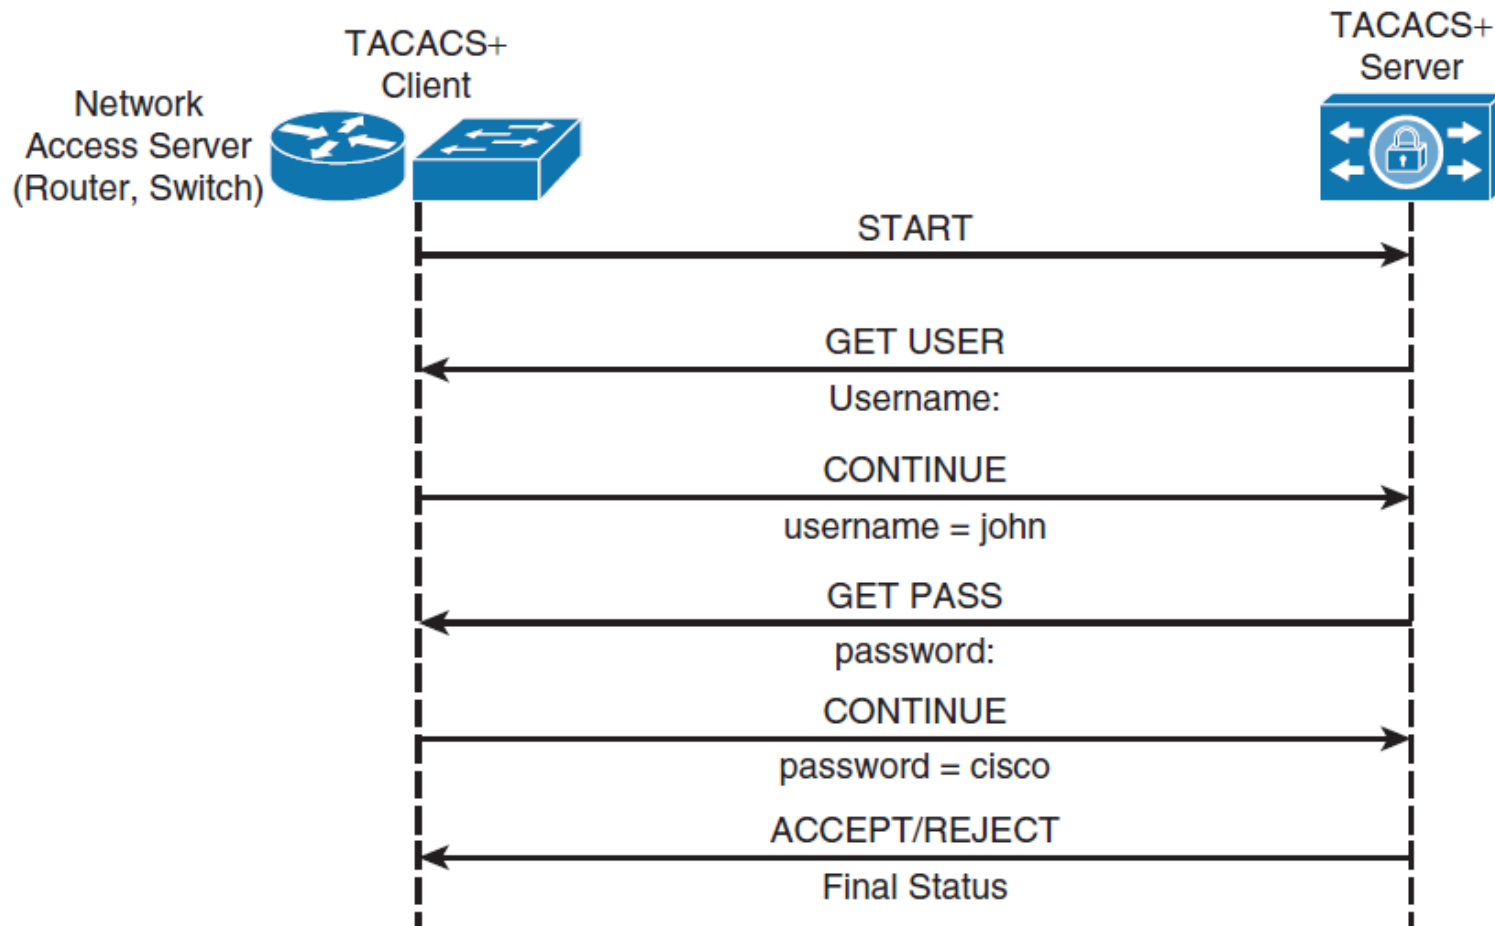 TACACS+
Client
TACACS+
Server
Network
Access Server
(Router, Switch)
START
GET USER
Username:
CONTINUE
username = john
GET PASS
password:
CONTINUE
password = cisco
ACCEPT/REJECT
Final Status